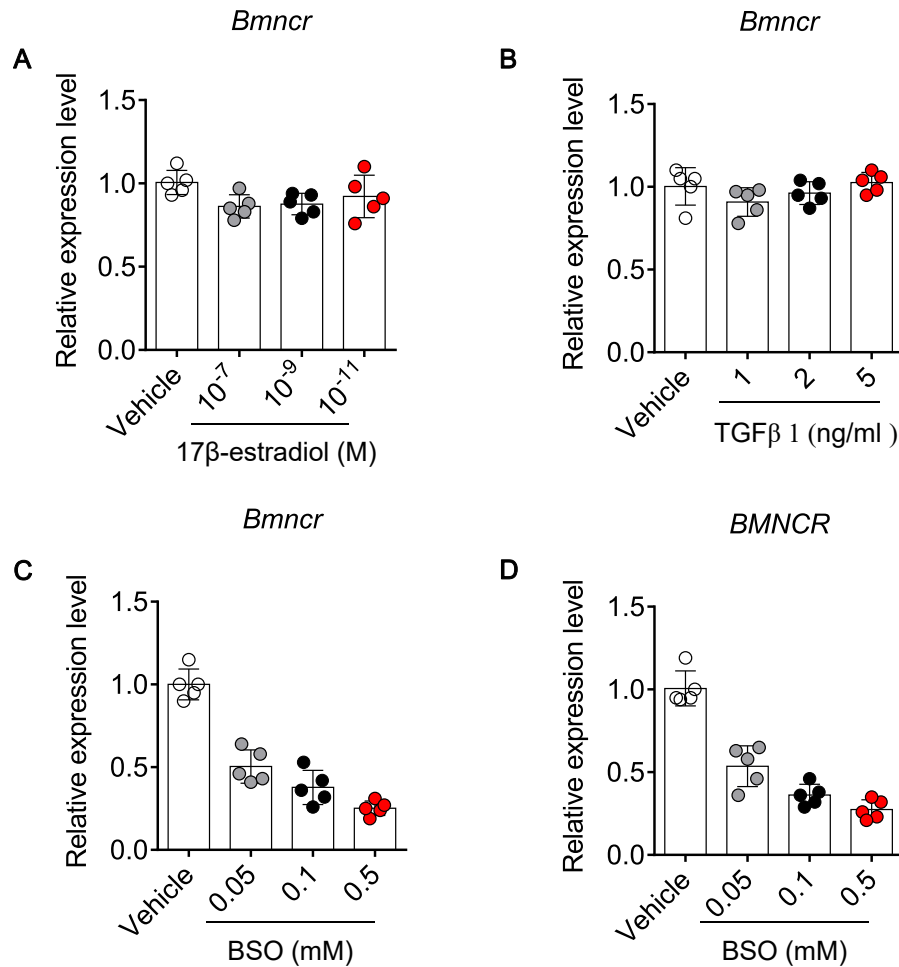 Bmncr
A
Relative expression level
1.5
1.0
0.5
0.0
Vehicle
10⁻⁷
10⁻⁹
10⁻¹¹
17β-estradiol (M)
Bmncr
B
Relative expression level
1.5
1.0
0.5
0.0
Vehicle
1
2
5
TGFβ 1 (ng/ml )
Bmncr
C
Relative expression level
1.5
1.0
0.5
0.0
Vehicle
0.05
0.1
0.5
BSO (mM)
BMNCR
D
Relative expression level
1.5
1.0
0.5
0.0
Vehicle
0.05
0.1
0.5
BSO (mM)